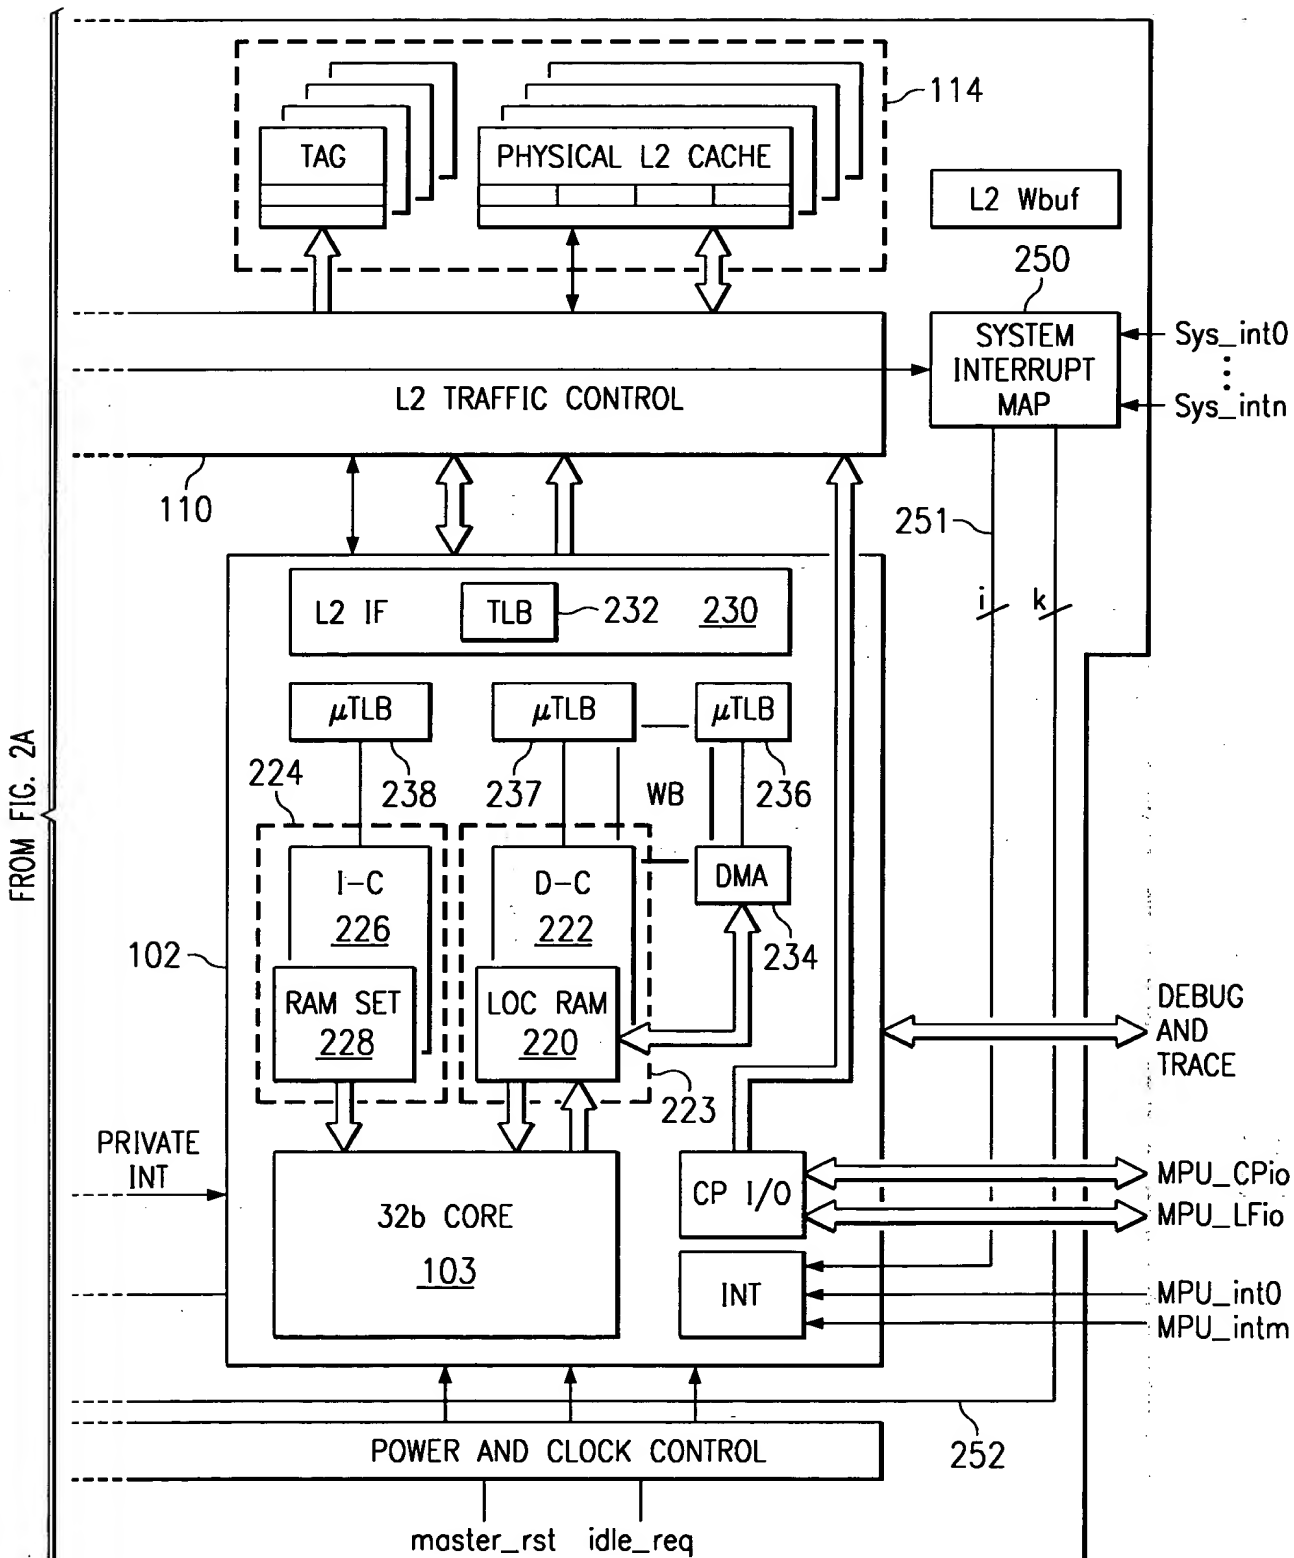 114
TAG
PHYSICAL L2 CACHE
L2 Wbuf
250
SYSTEM
INTERRUPT
MAP
Sys_int0
Sys_intn
L2 TRAFFIC CONTROL
110
251
i
k
L2 IF
TLB
232
230
μTLB
μTLB
μTLB
224
238
237
WB
236
FROM FIG. 2A
I-C
226
D-C
222
DMA
234
102
RAM SET
228
LOC RAM
220
DEBUG
AND
TRACE
223
PRIVATE
INT
32b CORE
103
CP I/O
MPU_CPio
MPU_LFio
INT
MPU_int0
MPU_intm
POWER AND CLOCK CONTROL
252
master_rst
idle_req